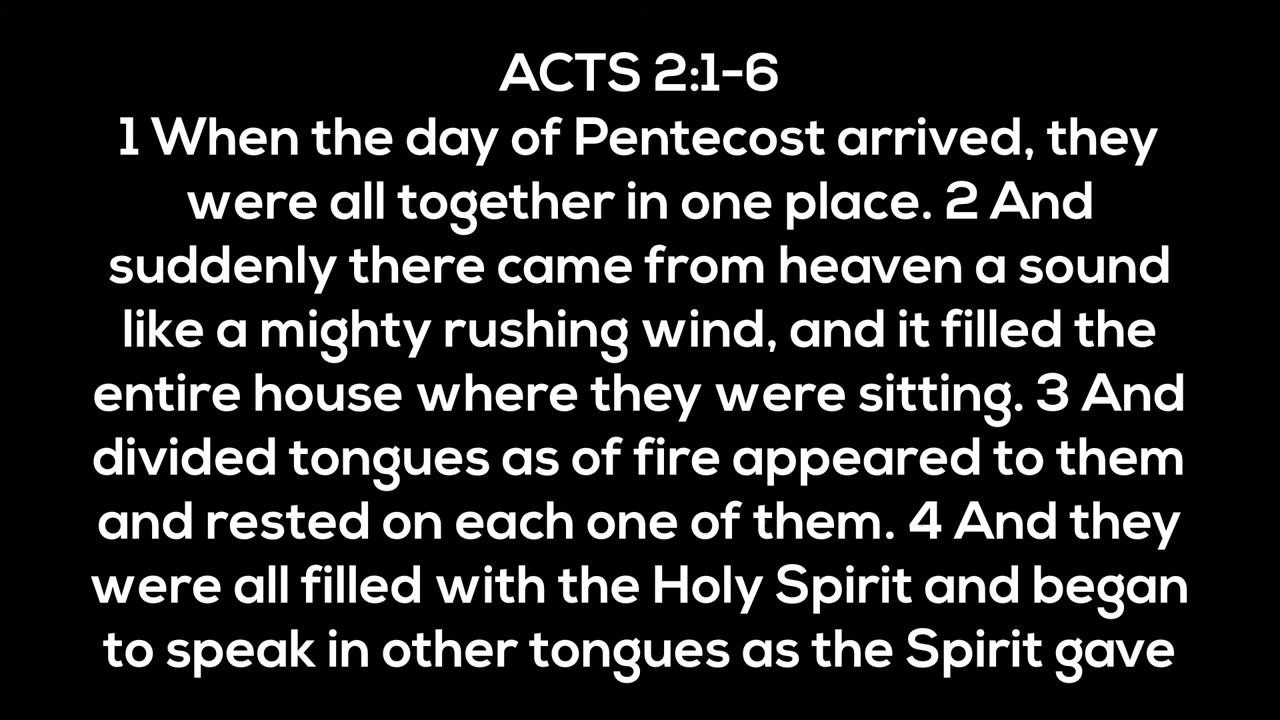 ACTS 2:1-6
1 When the day of Pentecost arrived, they
were all together in one place. 2 And
suddenly there came from heaven a sound
like a mighty rushing wind, and it filled the
entire house where they were sitting. 3 And
divided tongues as of fire appeared to them
and rested on each one of them. 4 And they
were all filled with the Holy Spirit and began
to speak in other tongues as the Spirit gave